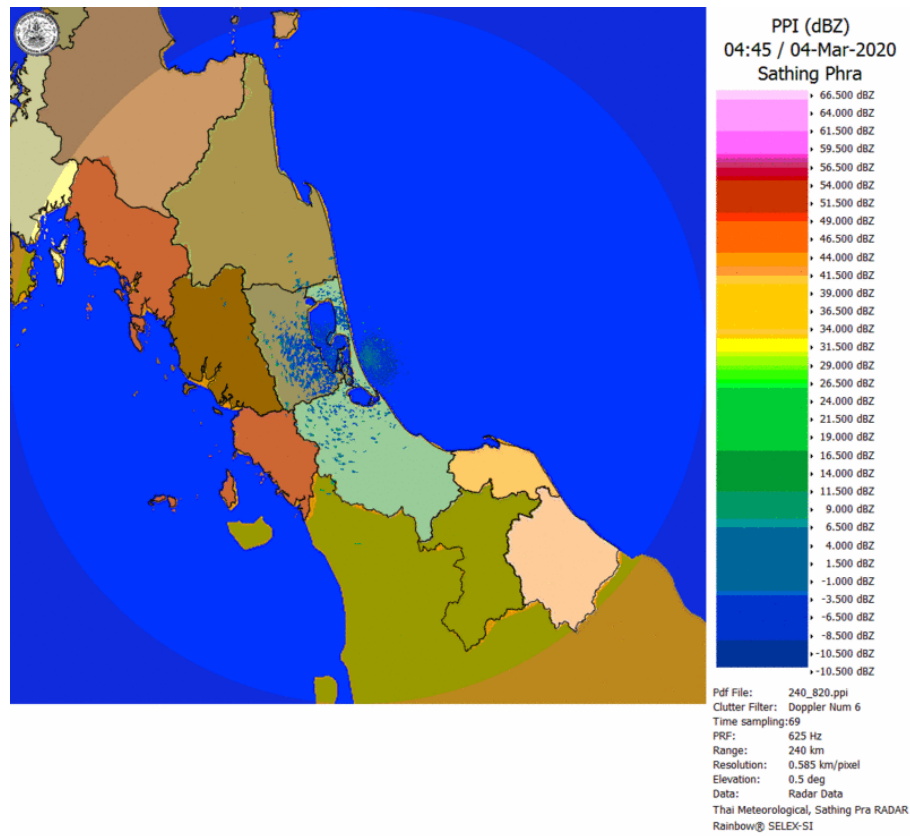 PPI (dBZ)
04:45 / 04-Mar-2020
Sathing Phra
66.500 dBZ
64.000 dBZ
61.500 dBZ
59.500 dBZ
56.500 dBZ
54.000 dBZ
51.500 dBZ
49.000 dBZ
46.500 dBZ
44.000 dBZ
41.500 dBZ
39.000 dBZ
36.500 dBZ
34.000 dBZ
31.500 dBZ
29.000 dBZ
26.500 dBZ
24.000 dBZ
21.500 dBZ
19.000 dBZ
16.500 dBZ
14.000 dBZ
11.500 dBZ
9.000 dBZ
6.500 dBZ
4.000 dBZ
1.500 dBZ
-1.000 dBZ
-3.500 dBZ
-6.500 dBZ
-8.500 dBZ
-10.500 dBZ
-10.500 dBZ
Pdf File: 240_820.ppi
Clutter Filter: Doppler Num 6
Time sampling:69
PRF: 625 Hz
Range: 240 km
Resolution: 0.585 km/pixel
Elevation: 0.5 deg
Data: Radar Data
Thai Meteorological, Sathing Pra RADAR
Rainbow® SELEX-SI